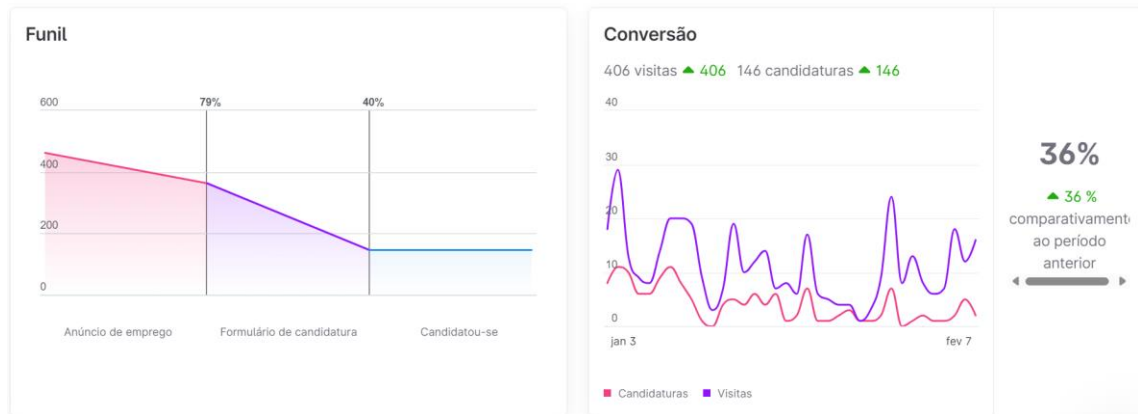 Funil
600
79%
40%
400
200
0
Anúncio de emprego
Formulário de candidatura
Candidatou-se
Conversão
406 visitas ▲ 406 146 candidaturas ▲ 146
40
30
20
10
0
jan 3
fev 7
Candidaturas
Visitas
36%
▲ 36 %
comparativament
ao período
anterior